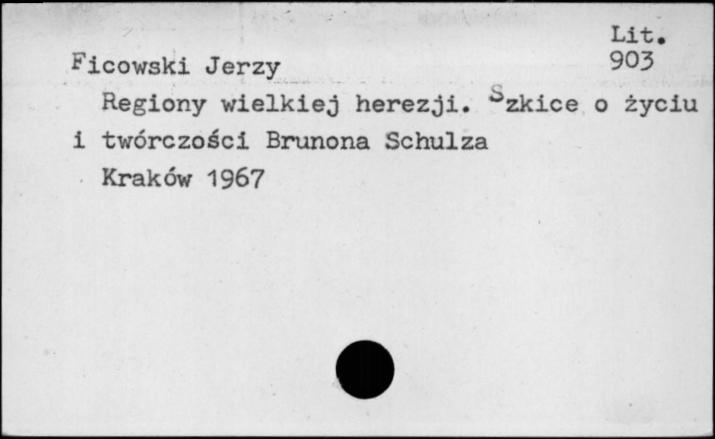 Lit.
903
Ficowski Jerzy
Regiony wielkiej herezji. Szkice o życiu
i twórczości Brunona Schulza
Kraków 1967